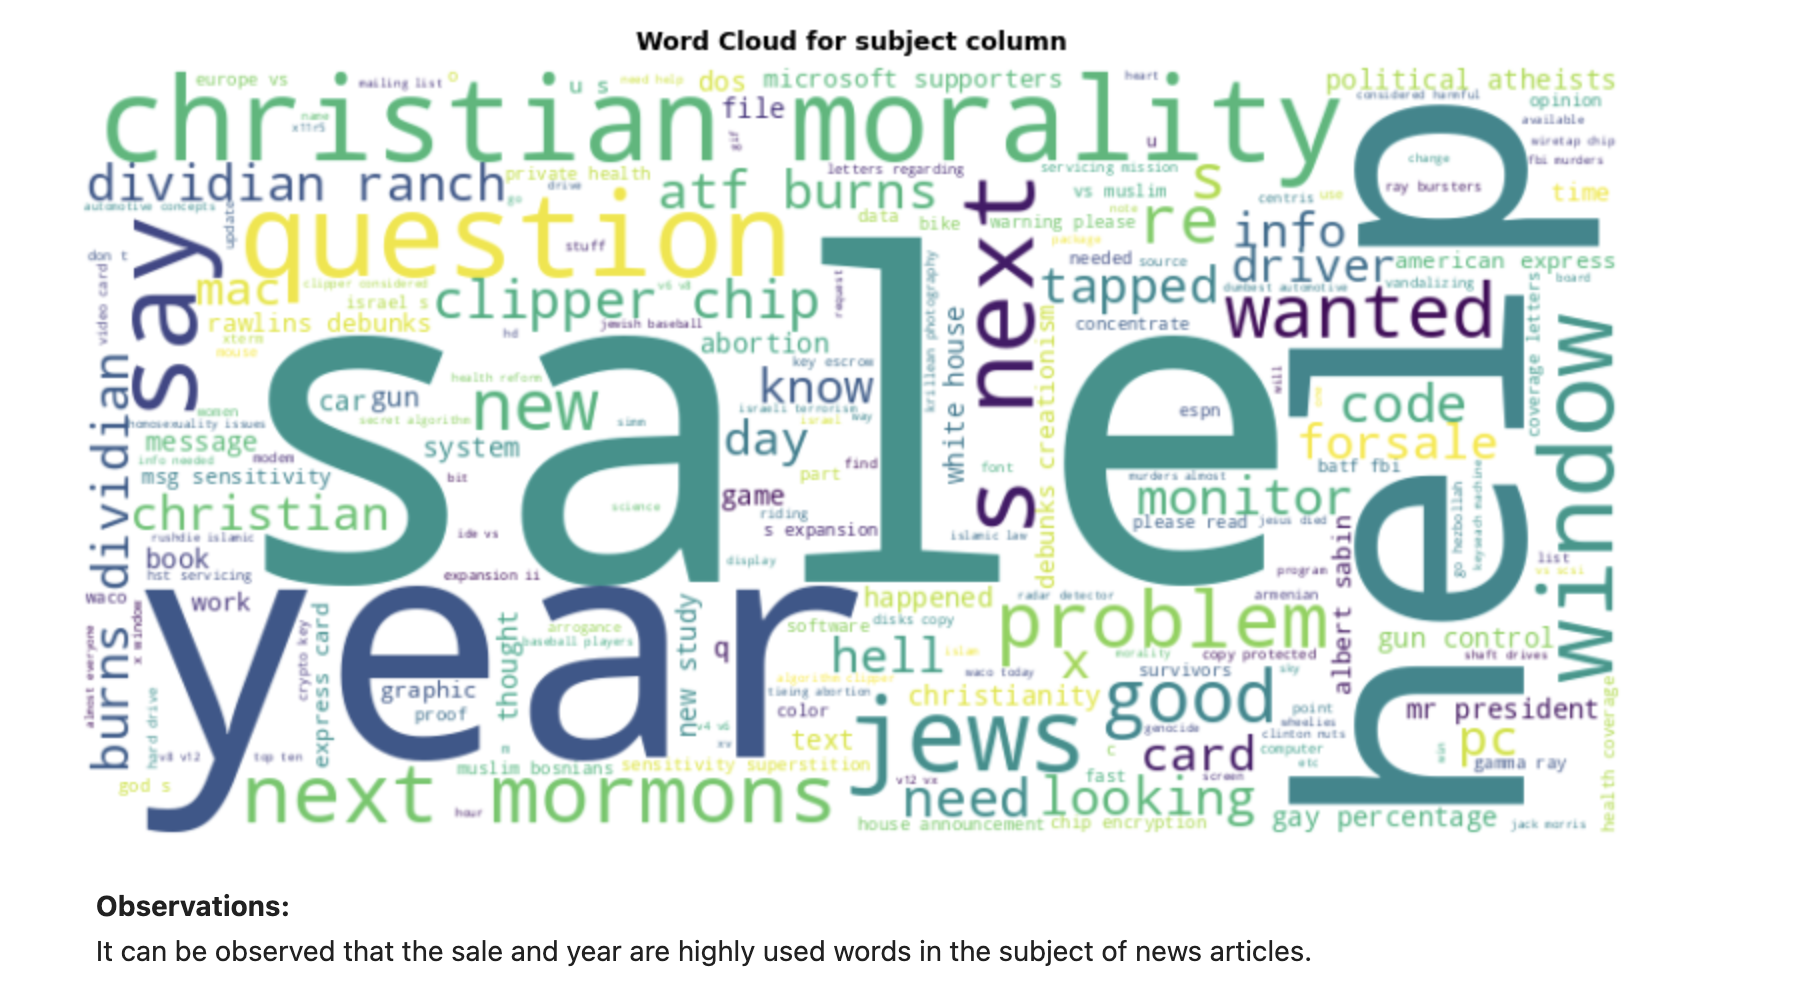 Word Cloud for subject column
europe vs
mailing list
o
u s
need help
dos
microsoft supporters
heart
political atheists
christian morality
file
considered harmful
opinion
name
x11r5
gif
u
available
wiretap chip
fbi murders
dividian ranch
private health
drive
go
letters regarding
servicing mission
s
change
ray bursters
atf burns
vs muslim
centris
use
time
automotive concepts
update
question
stuff
data
bike
warning please
note
re
info
help
don t
say
package
needed
source
driver
american express
video card
mac
clipper considered
israel s
clipper chip
v6 v8
request
killean photography
s next
tapped
dumbest automotive
vandalizing
board
wanted
rawlins debunks
xterm
mouse
hd
jewish baseball
abortion
white house
concentrate
coverage letters
window
key escrow
know
sale
health reform
car
gun
new
will
one
code
espn
women
homosexuality issues
secret algorithm
simm
israeli terrorism
way
israel
day
debunks creationism
forsale
message
info needed
modem
system
find
part
font
batf fbi
msg sensitivity
bit
murders almost
game
monitor
christian
science
riding
please read
jesus died
go hezbollah
keyseach machine
rushdie islamic
ide vs
s expansion
islamic law
book
hst servicing
display
list
vs scsi
expansion ii
program
albert sabin
waco
work
year
happened
radar detector
armenian
burns dividian
x window
crypto key
express card
thought
arrogance
baseball players
new study
software
disks copy
problem
gun control
almost everyone
q
hell
islam
x
morality
copy protected
shaft drives
algorithm clipper
waco today
survivors
sky
graphic
proof
tieing abortion
christianity
good
color
point
wheelies
mr president
hard drive
v4 v6
xv
jews
genocide
clinton nuts
v8 v12
top ten
m
text
c
card
computer
etc
win
pc
gamma ray
muslim bosnians
sensitivity superstition
v12 vx
fast
screen
health coverage
god s
next
hour
mormons
need
looking
house announcement
chip encryption
gay percentage
jack morris
Observations:
It can be observed that the sale and year are highly used words in the subject of news articles.